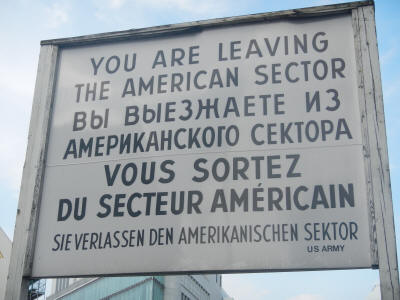 YOU ARE LEAVING
THE AMERICAN SECTOR
ВЫ ВЫЕЗЖАЕТЕ ИЗ
АМЕРИКАНСКОГО СЕКТОРА
VOUS SORTEZ
DU SECTEUR AMÉRICAIN
SIE VERLASSEN DEN AMERIKANISCHEN SEKTOR
US ARMY